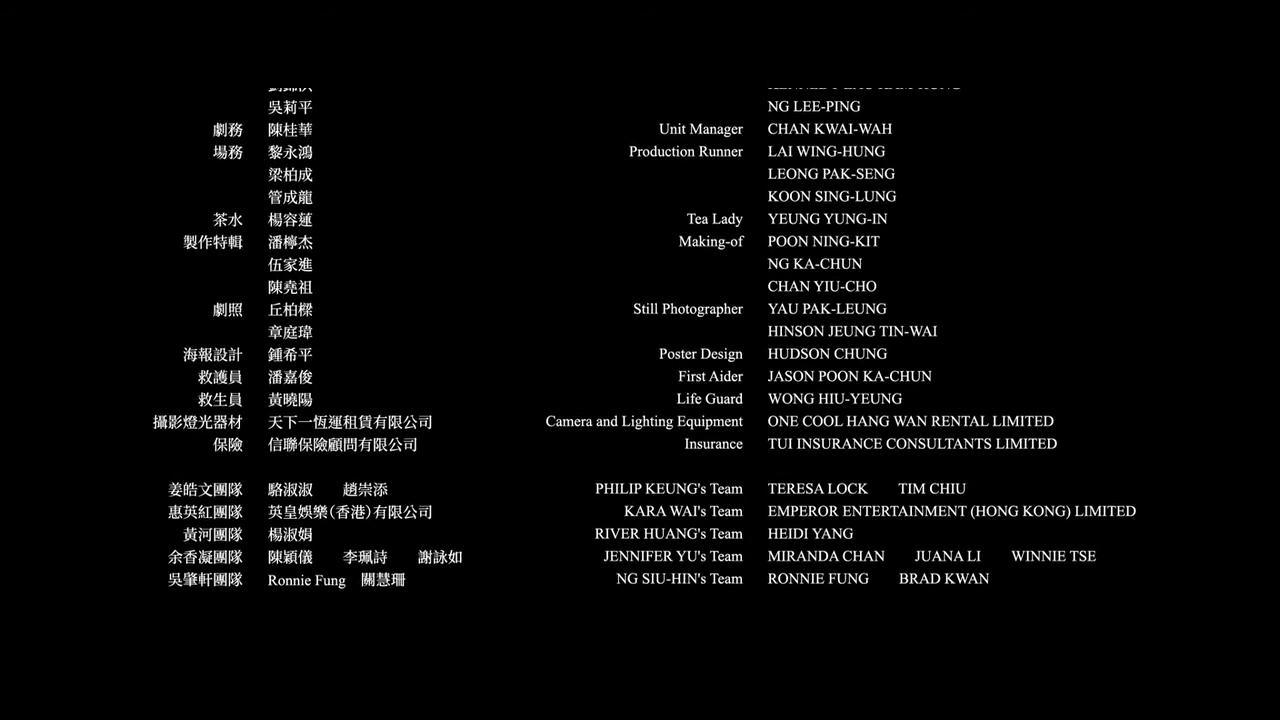 吳莉平 NG LEE-PING
劇務 陳桂華 Unit Manager CHAN KWAI-WAH
場務 黎永鴻 Production Runner LAI WING-HUNG
梁柏成 LEONG PAK-SENG
管成龍 KOON SING-LUNG
茶水 楊容蓮 Tea Lady YEUNG YUNG-IN
製作特輯 潘檸杰 Making-of POON NING-KIT
伍家進 NG KA-CHUN
陳堯祖 CHAN YIU-CHO
劇照 丘柏樑 Still Photographer YAU PAK-LEUNG
章庭瑋 HINSON JEUNG TIN-WAI
海報設計 鍾希平 Poster Design HUDSON CHUNG
救護員 潘嘉俊 First Aider JASON POON KA-CHUN
救生員 黃曉陽 Life Guard WONG HIU-YEUNG
攝影燈光器材 天下一恆運租賃有限公司 Camera and Lighting Equipment ONE COOL HANG WAN RENTAL LIMITED
保險 信聯保險顧問有限公司 Insurance TUI INSURANCE CONSULTANTS LIMITED
姜皓文團隊 駱淑淑 趙崇添 PHILIP KEUNG's Team TERESA LOCK TIM CHIU
惠英紅團隊 英皇娛樂(香港)有限公司 KARA WAI's Team EMPEROR ENTERTAINMENT (HONG KONG) LIMITED
黃河團隊 楊淑娟 RIVER HUANG's Team HEIDI YANG
余香凝團隊 陳穎儀 李珮詩 謝詠如 JENNIFER YU's Team MIRANDA CHAN JUANA LI WINNIE TSE
吳肇軒團隊 Ronnie Fung 關慧珊 NG SIU-HIN's Team RONNIE FUNG BRAD KWAN